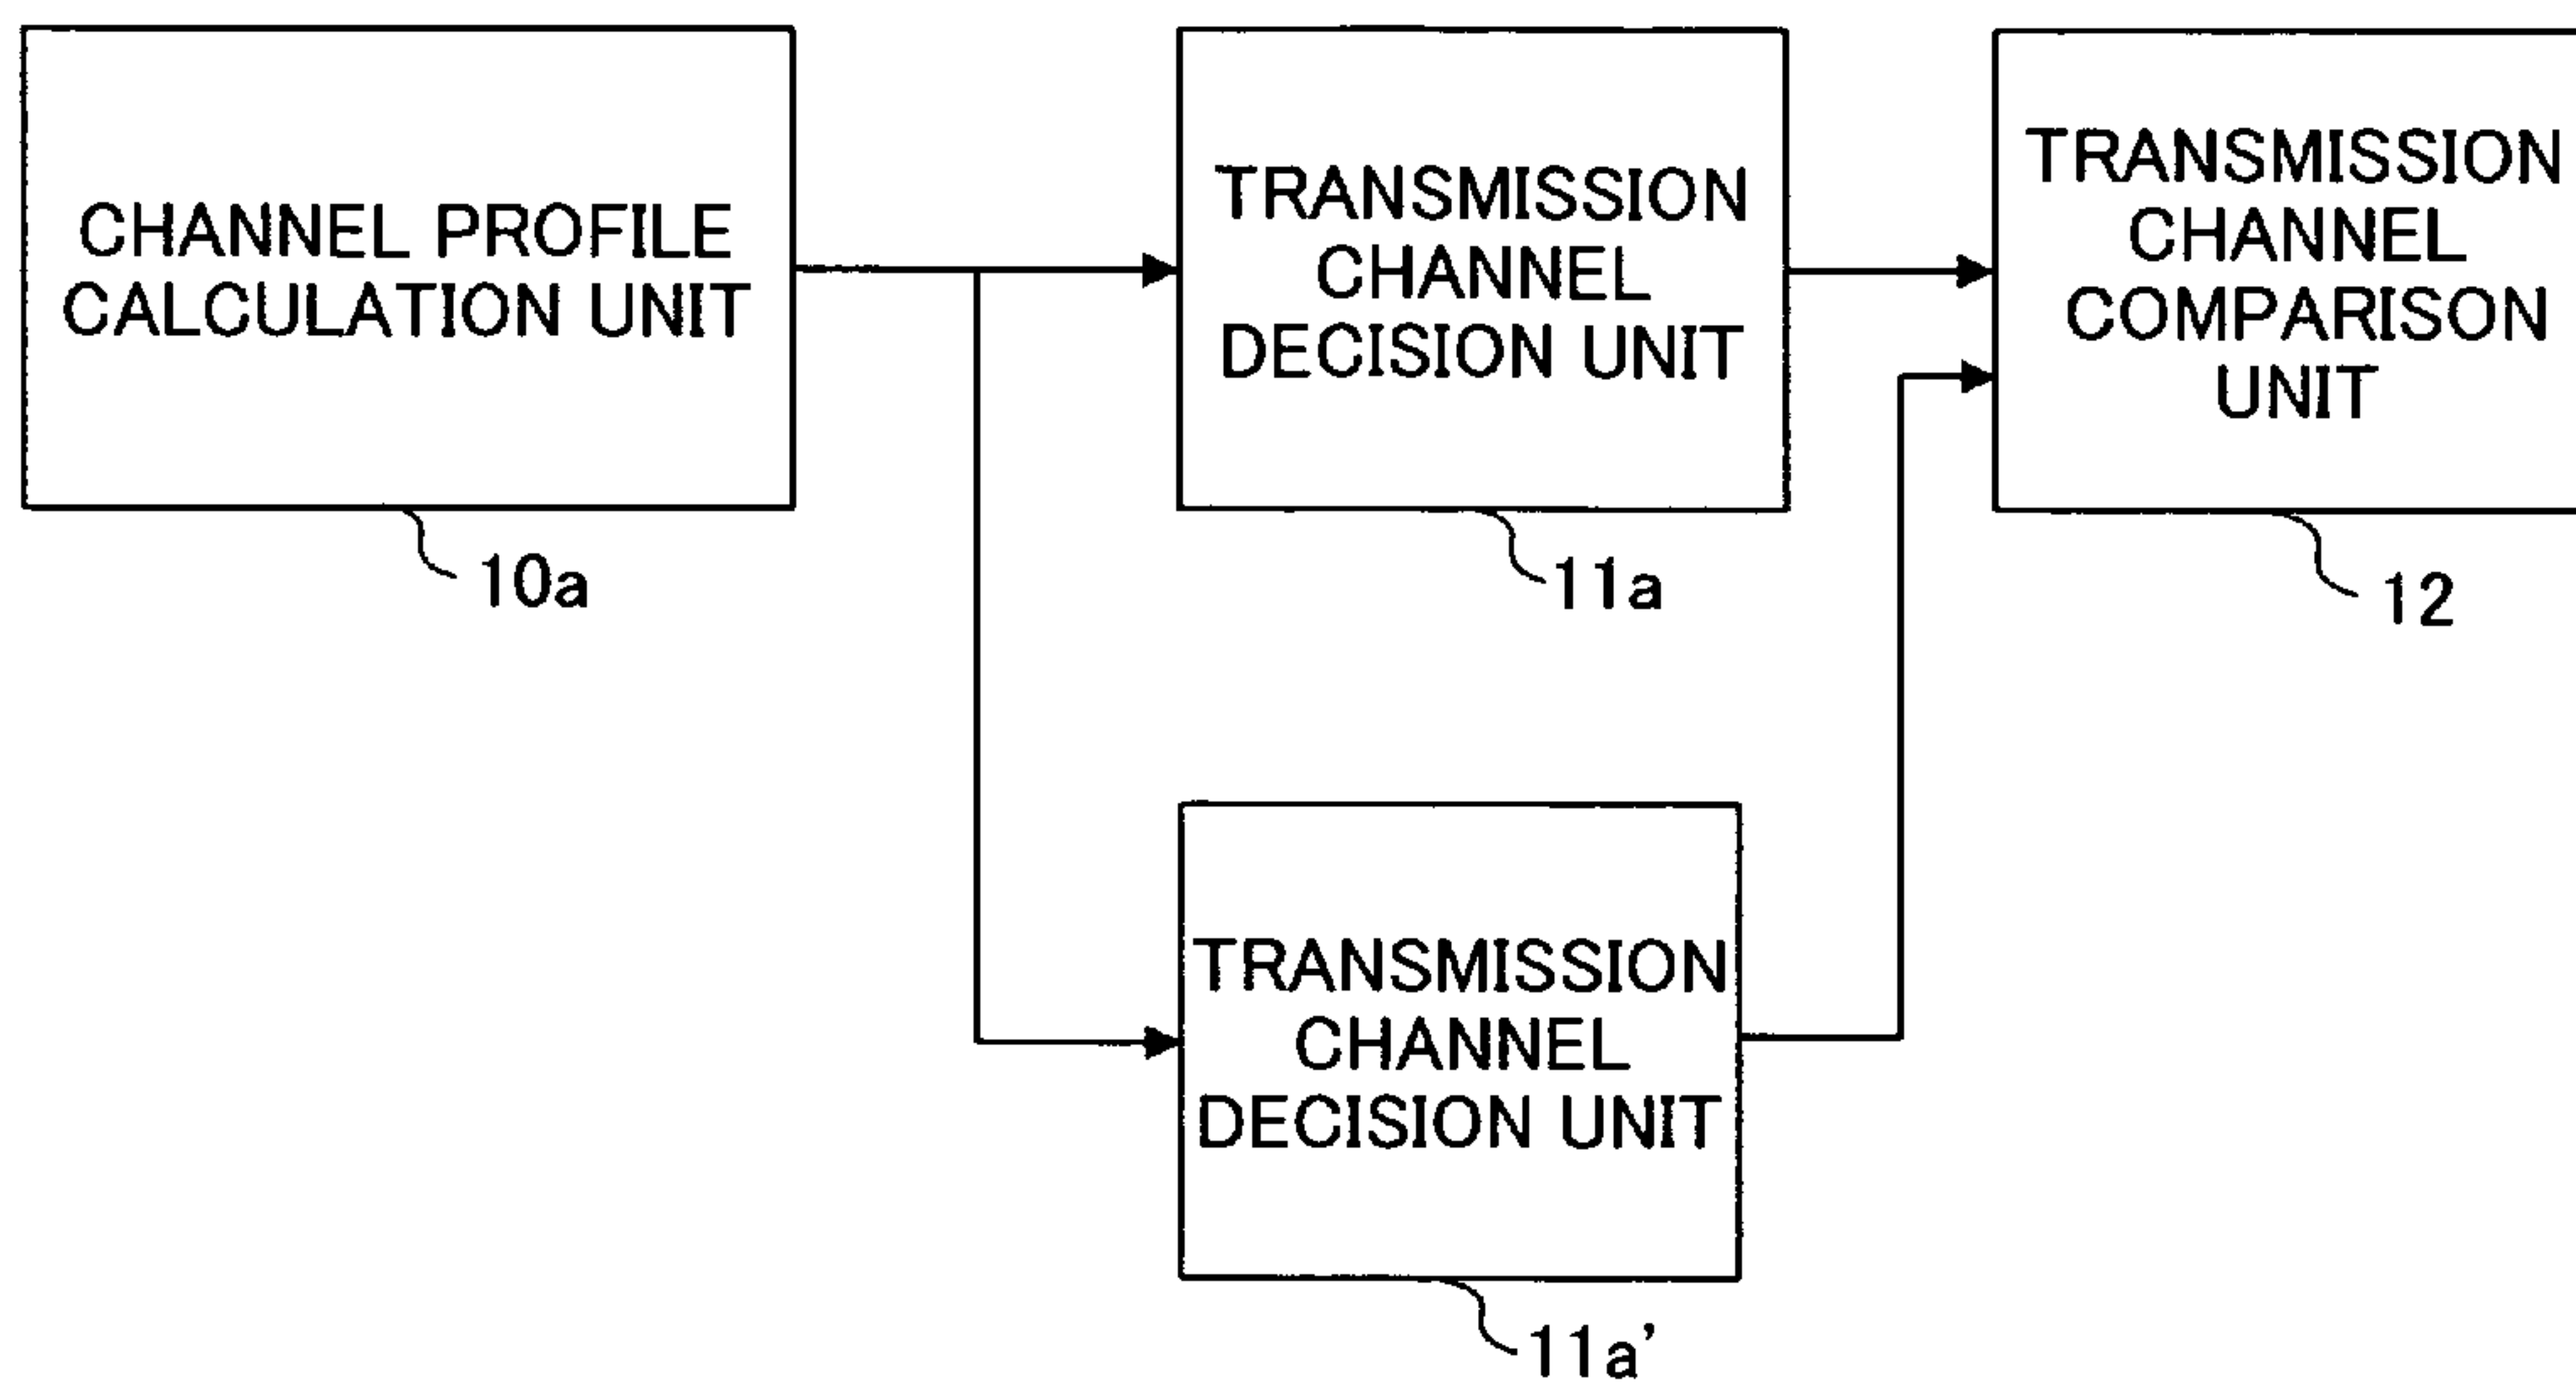 CHANNEL PROFILE
CALCULATION UNIT
10a
TRANSMISSION
CHANNEL
DECISION UNIT
11a
TRANSMISSION
CHANNEL
COMPARISON
UNIT
12
TRANSMISSION
CHANNEL
DECISION UNIT
11a’